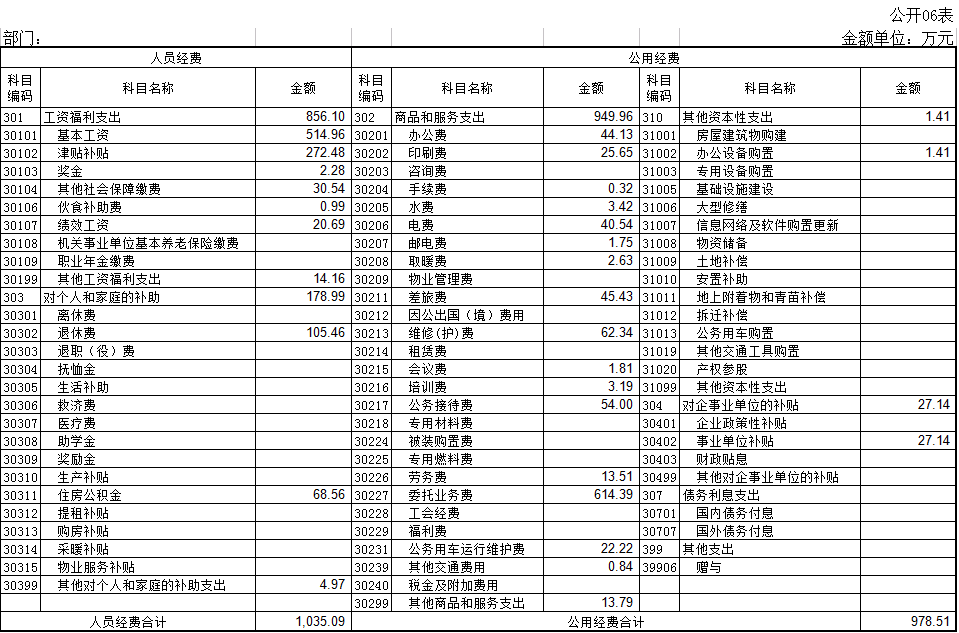 公开06表
部门： 金额单位：万元
人员经费 公用经费
科目编码 科目名称 金额 科目编码 科目名称 金额 科目编码 科目名称 金额
301 工资福利支出 856.10 302 商品和服务支出 949.96 310 其他资本性支出 1.41
30101 基本工资 514.96 30201 办公费 44.13 31001 房屋建筑物购建
30102 津贴补贴 272.48 30202 印刷费 25.65 31002 办公设备购置 1.41
30103 奖金 2.28 30203 咨询费 31003 专用设备购置
30104 其他社会保障缴费 30.54 30204 手续费 0.32 31005 基础设施建设
30106 伙食补助费 0.99 30205 水费 3.42 31006 大型修缮
30107 绩效工资 20.69 30206 电费 40.54 31007 信息网络及软件购置更新
30108 机关事业单位基本养老保险缴费 30207 邮电费 1.75 31008 物资储备
30109 职业年金缴费 30208 取暖费 2.63 31009 土地补偿
30199 其他工资福利支出 14.16 30209 物业管理费 31010 安置补助
303 对个人和家庭的补助 178.99 30211 差旅费 45.43 31011 地上附着物和青苗补偿
30301 离休费 30212 因公出国（境）费用 31012 拆迁补偿
30302 退休费 105.46 30213 维修(护)费 62.34 31013 公务用车购置
30303 退职（役）费 30214 租赁费 31019 其他交通工具购置
30304 抚恤金 30215 会议费 1.81 31020 产权参股
30305 生活补助 30216 培训费 3.19 31099 其他资本性支出
30306 救济费 30217 公务接待费 54.00 304 对企事业单位的补贴 27.14
30307 医疗费 30218 专用材料费 30401 企业政策性补贴
30308 助学金 30224 被装购置费 30402 事业单位补贴 27.14
30309 奖励金 30225 专用燃料费 30403 财政贴息
30310 生产补贴 30226 劳务费 13.51 30499 其他对企事业单位的补贴
30311 住房公积金 68.56 30227 委托业务费 614.39 307 债务利息支出
30312 提租补贴 30228 工会经费 30701 国内债务付息
30313 购房补贴 30229 福利费 30707 国外债务付息
30314 采暖补贴 30231 公务用车运行维护费 22.22 399 其他支出
30315 物业服务补贴 30239 其他交通费用 0.84 39906 赠与
30399 其他对个人和家庭的补助支出 4.97 30240 税金及附加费用
30299 其他商品和服务支出 13.79
人员经费合计 1,035.09 公用经费合计 978.51